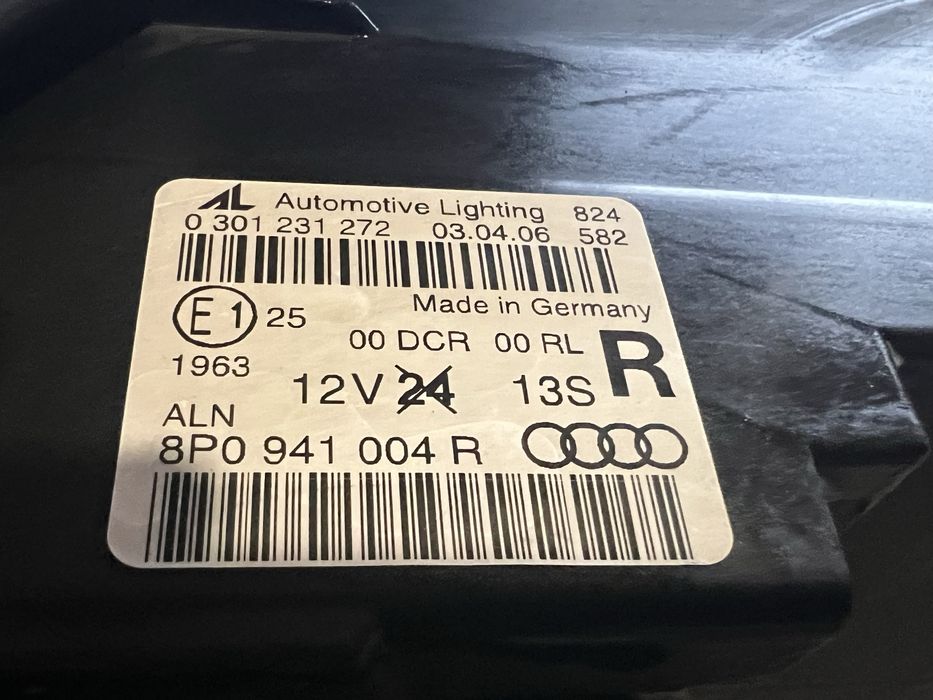 AL Automotive Lighting 824
0 301 231 272 03.04.06 582
Made in Germany
E1 25
00 DCR 00 RL R
1963
12V 24 13S
ALN
8P0 941 004 R